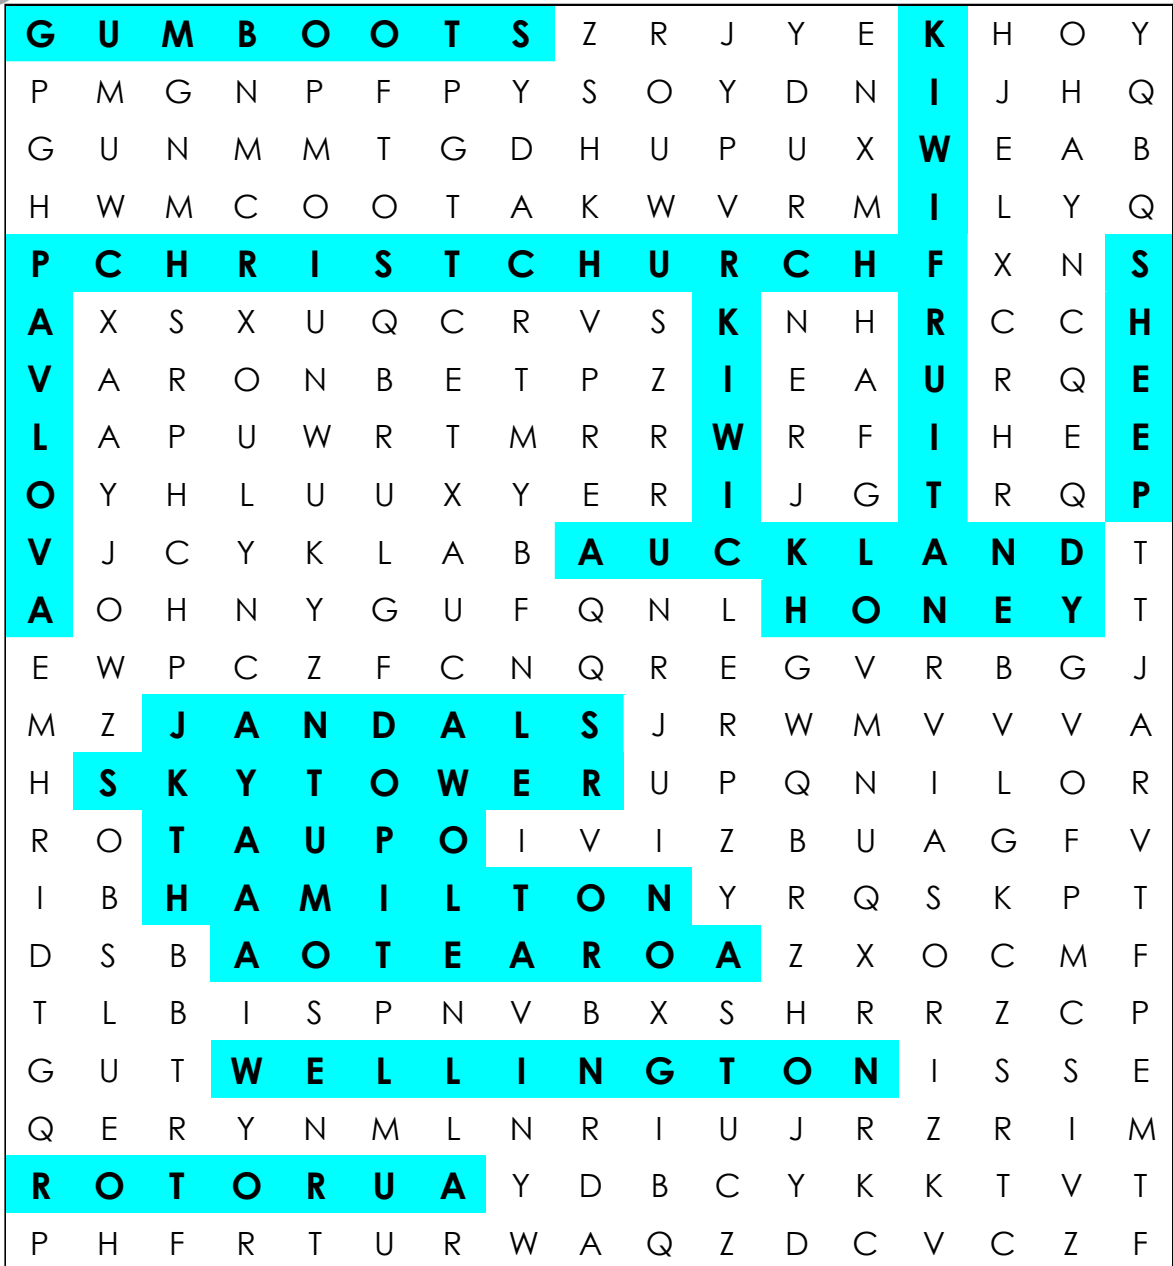 G U M B O O T S Z R J Y E K H O Y
P M G N P F P Y S O Y D N I J H Q
G U N M M T G D H U P U X W E A B
H W M C O O T A K W V R M I L Y Q
P C H R I S T C H U R C H F X N S
A X S X U Q C R V S K N H R C C H
V A R O N B E T P Z I E A U R Q E
L A P U W R T M R R W R F I H E E
O Y H L U U X Y E R I J G T R Q P
V J C Y K L A B A U C K L A N D T
A O H N Y G U F Q N L H O N E Y T
E W P C Z F C N Q R E G V R B G J
M Z J A N D A L S J R W M V V V A
H S K Y T O W E R U P Q N I L O R
R O T A U P O I V I Z B U A G F V
I B H A M I L T O N Y R Q S K P T
D S B A O T E A R O A Z X O C M F
T L B I S P N V B X S H R R Z C P
G U T W E L L I N G T O N I S S E
Q E R Y N M L N R I U J R Z R I M
R O T O R U A Y D B C Y K K T V T
P H F R T U R W A Q Z D C V C Z F